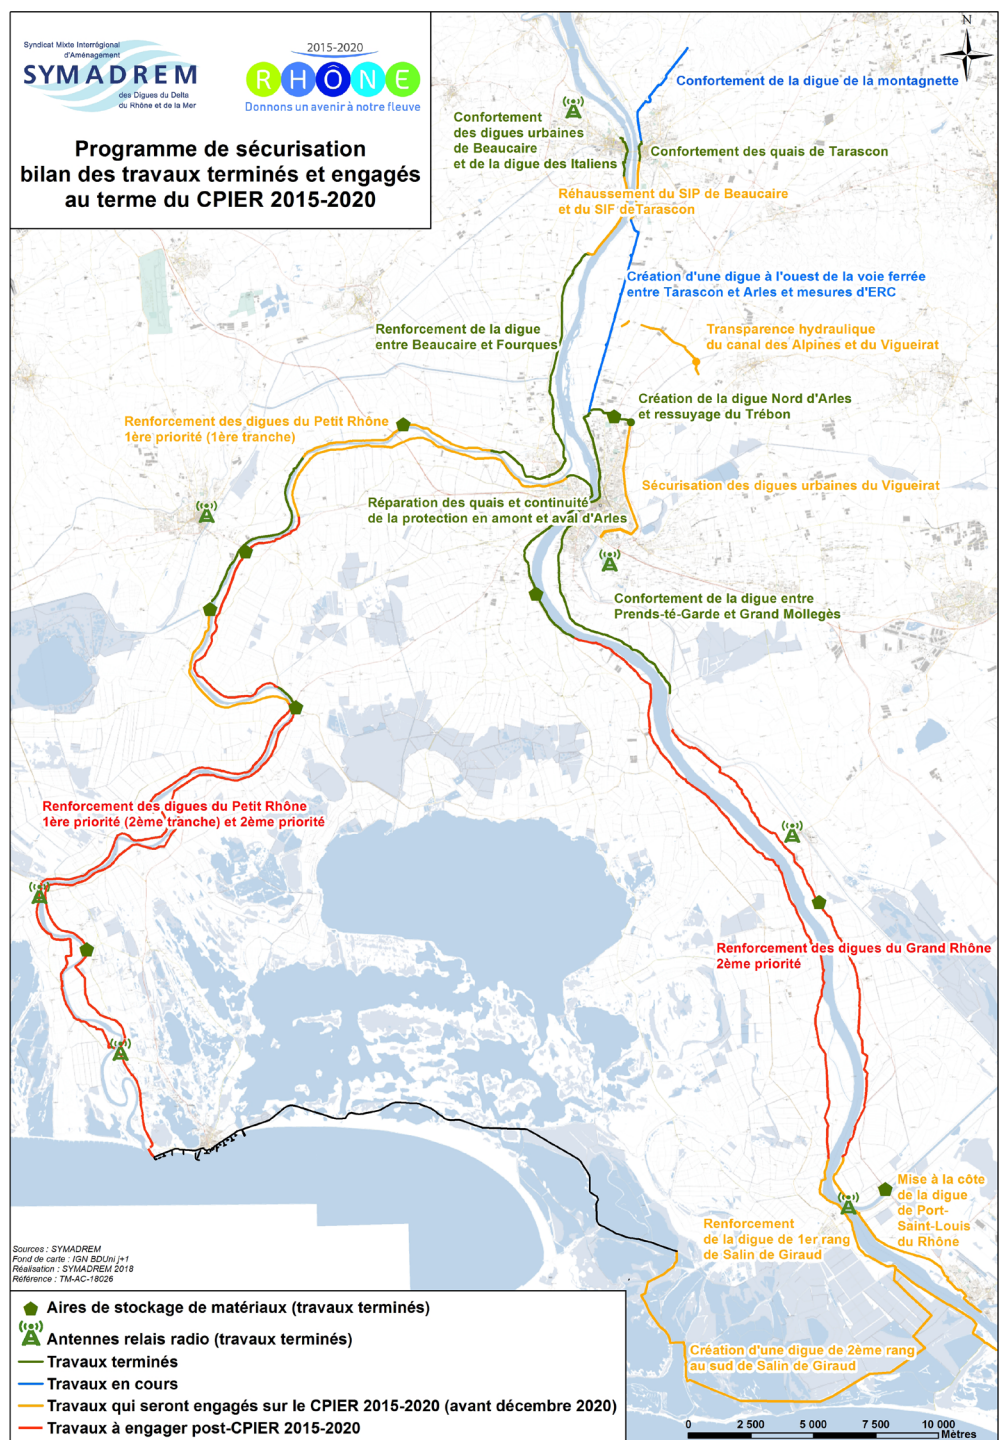 Syndicat Mixte Interrégional
d'Aménagement
SYMADREM
des Digues du Delta
du Rhône et de la Mer
2015-2020
RHÔNE
Donnons un avenir à notre fleuve
Programme de sécurisation
bilan des travaux terminés et engagés
au terme du CPIER 2015-2020
N
Confortement de la digue de la montagnette
Confortement
des digues urbaines
de Beaucaire
et de la digue des Italiens
Confortement des quais de Tarascon
Réhaussement du SIP de Beaucaire
et du SIF deTarascon
Création d'une digue à l'ouest de la voie ferrée
entre Tarascon et Arles et mesures d'ERC
Renforcement de la digue
entre Beaucaire et Fourques
Transparence hydraulique
du canal des Alpines et du Vigueirat
Création de la digue Nord d'Arles
et ressuyage du Trébon
Renforcement des digues du Petit Rhône
1ère priorité (1ère tranche)
Sécurisation des digues urbaines du Vigueirat
Réparation des quais et continuité
de la protection en amont et aval d'Arles
Confortement de la digue entre
Prends-té-Garde et Grand Mollegès
Renforcement des digues du Petit Rhône
1ère priorité (2ème tranche) et 2ème priorité
Renforcement des digues du Grand Rhône
2ème priorité
Mise à la côte
de la digue
de Port-
Saint-Louis
du Rhône
Renforcement
de la digue de 1er rang
de Salin de Giraud
Création d'une digue de 2ème rang
au sud de Salin de Giraud
Sources : SYMADREM
Fond de carte : IGN BDUni j+1
Réalisation : SYMADREM 2018
Référence : TM-AC-18026
Aires de stockage de matériaux (travaux terminés)
Antennes relais radio (travaux terminés)
Travaux terminés
Travaux en cours
Travaux qui seront engagés sur le CPIER 2015-2020 (avant décembre 2020)
Travaux à engager post-CPIER 2015-2020
0 2 500 5 000 7 500 10 000
Mètres